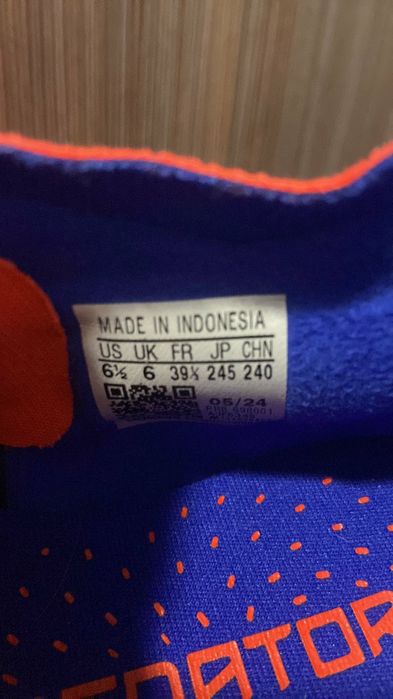 MADE IN INDONESIA
US UK FR JP CHN
6½ 6 39⅓ 245 240
05/24